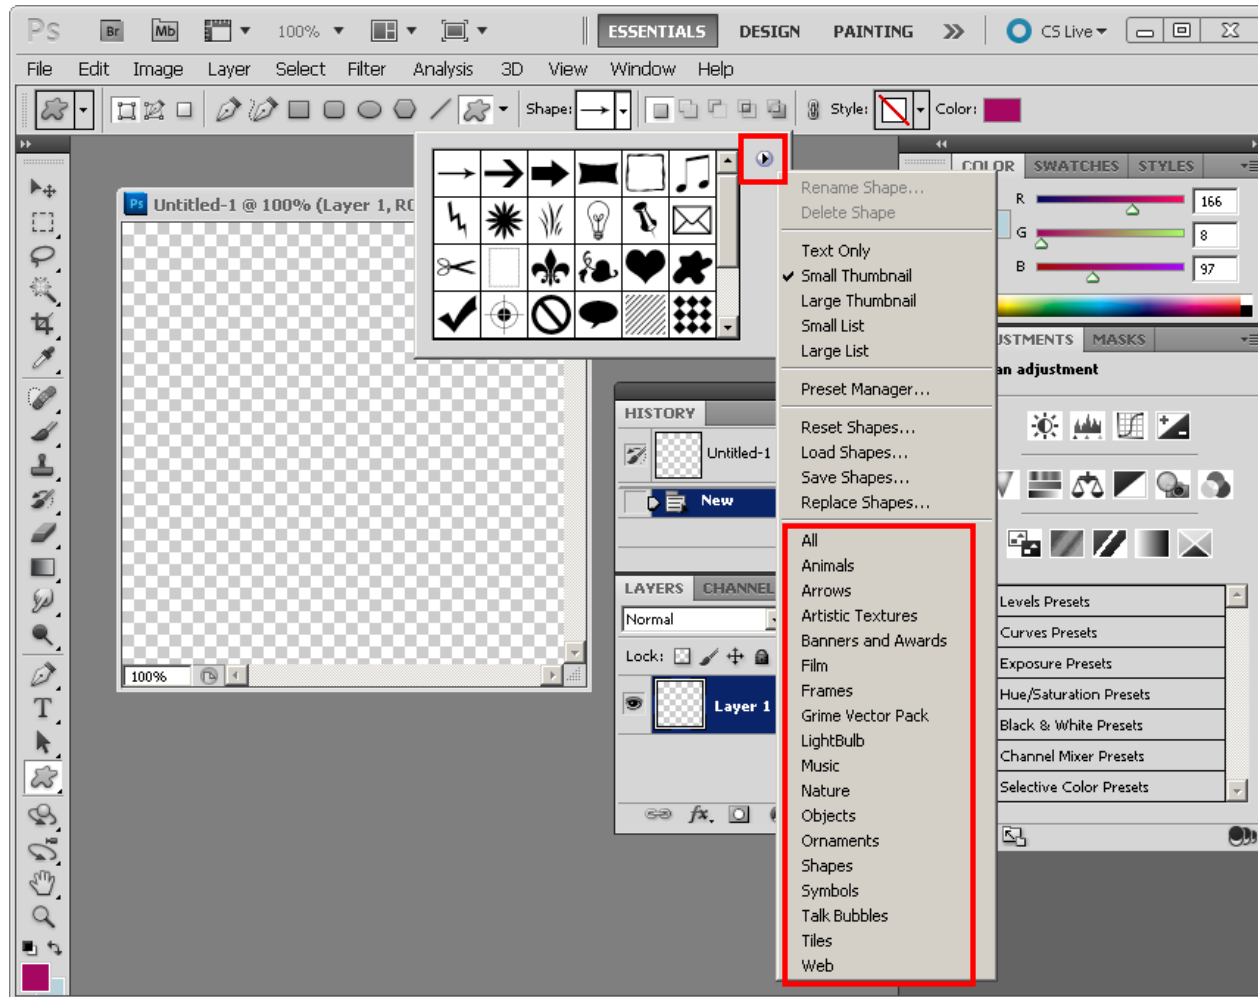 Ps Br Mb 100% ESSENTIALS DESIGN PAINTING CS Live
File Edit Image Layer Select Filter Analysis 3D View Window Help
Shape: Style: Color:
COLOR SWATCHES STYLES
Ps Untitled-1 @ 100% (Layer 1, RG
R 166
G 8
B 97
Rename Shape...
Delete Shape
Text Only
Small Thumbnail
Large Thumbnail
Small List
Large List
Preset Manager...
Reset Shapes...
Load Shapes...
Save Shapes...
Replace Shapes...
All
Animals
Arrows
Artistic Textures
Banners and Awards
Film
Frames
Grime Vector Pack
LightBulb
Music
Nature
Objects
Ornaments
Shapes
Symbols
Talk Bubbles
Tiles
Web
JSTMENTS MASKS
an adjustment
Levels Presets
Curves Presets
Exposure Presets
Hue/Saturation Presets
Black & White Presets
Channel Mixer Presets
Selective Color Presets
HISTORY
Untitled-1
New
LAYERS CHANNEL
Normal
Lock:
Layer 1
fx.
100%
T